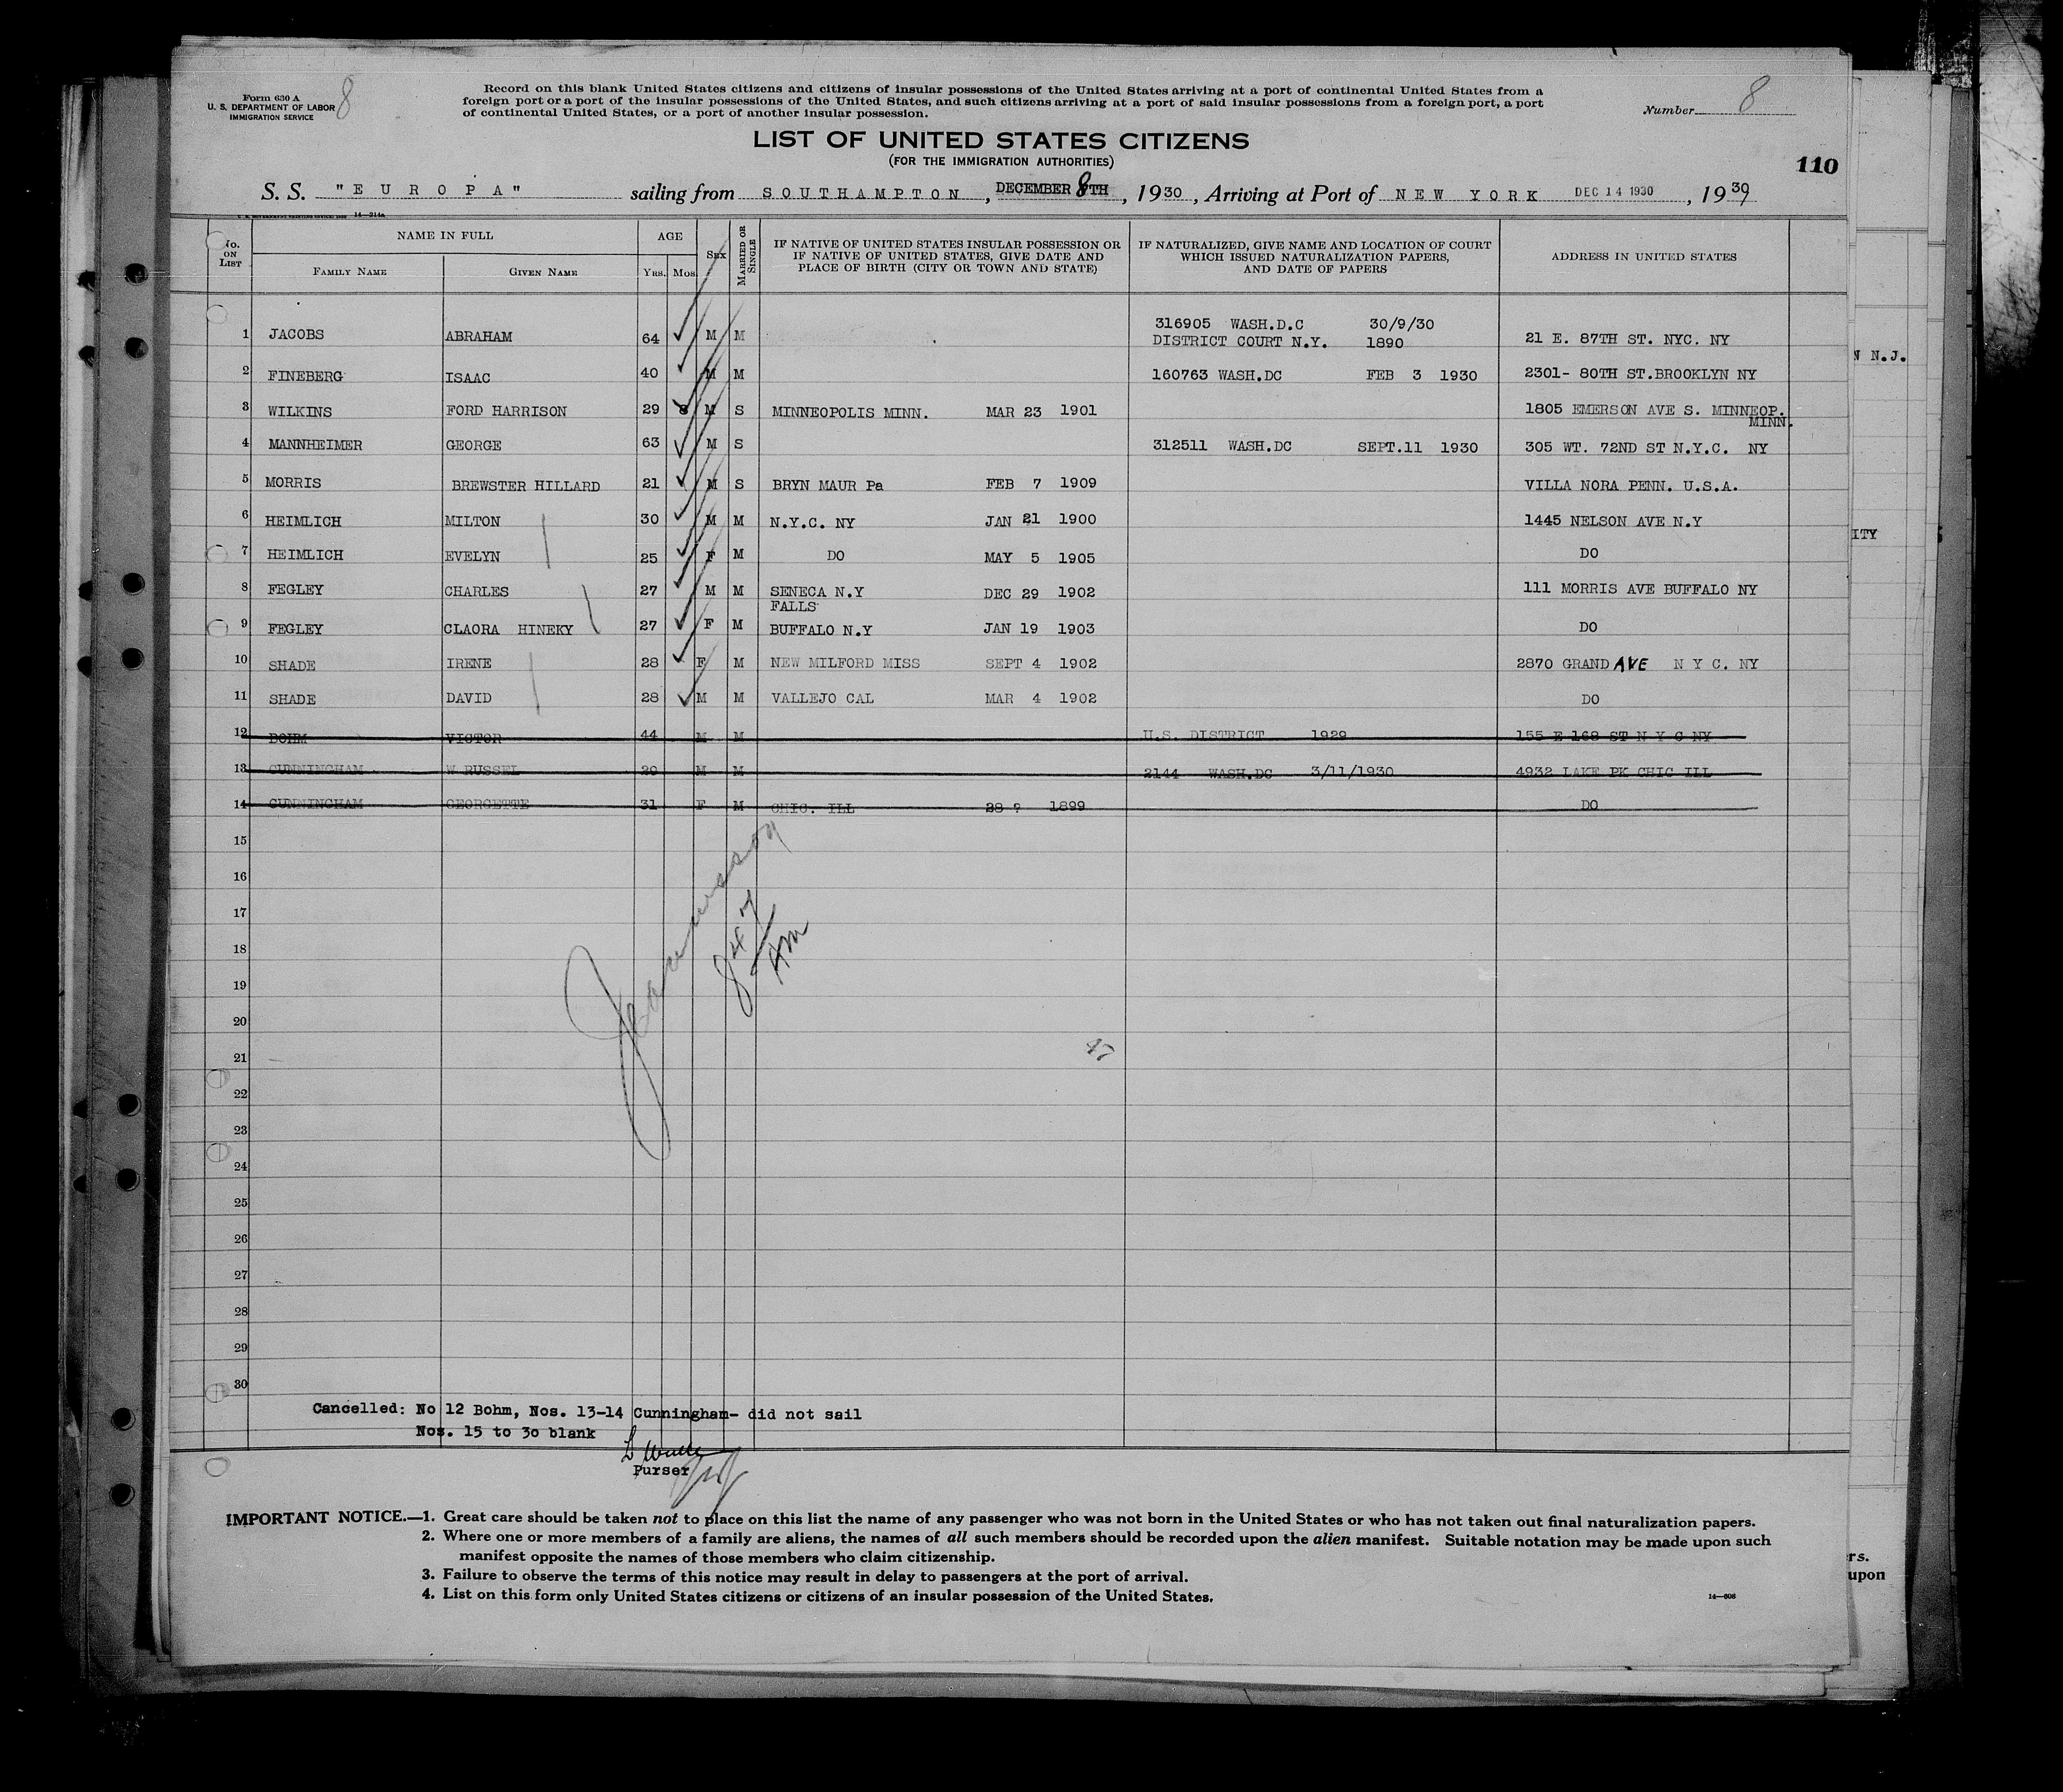 Form 630 A
U. S. DEPARTMENT OF LABOR
IMMIGRATION SERVICE
8
Record on this blank United States citizens and citizens of insular possessions of the United States arriving at a port of continental United States from a
foreign port or a port of the insular possessions of the United States, and such citizens arriving at a port of said insular possessions from a foreign port, a port
of continental United States, or a port of another insular possession.
Number 8
LIST OF UNITED STATES CITIZENS
(FOR THE IMMIGRATION AUTHORITIES)
110
S. S. "EUROPA" sailing from SOUTHAMPTON, DECEMBER 8TH, 1930, Arriving at Port of NEW YORK DEC 14 1930, 1930
14—314a
No. ON LIST NAME IN FULL AGE Sex MARRIED OR SINGLE IF NATIVE OF UNITED STATES INSULAR POSSESSION OR IF NATIVE OF UNITED STATES, GIVE DATE AND PLACE OF BIRTH (CITY OR TOWN AND STATE) IF NATURALIZED, GIVE NAME AND LOCATION OF COURT WHICH ISSUED NATURALIZATION PAPERS, AND DATE OF PAPERS ADDRESS IN UNITED STATES
FAMILY NAME GIVEN NAME YRS. MOS.
316905 WASH.D.C 30/9/30
1 JACOBS ABRAHAM 64 M M DISTRICT COURT N.Y. 1890 21 E. 87TH ST. NYC. NY
2 FINEBERG ISAAC 40 M M 160763 WASH.DC FEB 3 1930 2301- 80TH ST.BROOKLYN NY
3 WILKINS FORD HARRISON 29 8 M S MINNEOPOLIS MINN. MAR 23 1901 1805 EMERSON AVE S. MINNEOP.
MINN.
4 MANNHEIMER GEORGE 63 M S 312511 WASH.DC SEPT.11 1930 305 WT. 72ND ST N.Y.C. NY
5 MORRIS BREWSTER HILLARD 21 M S BRYN MAUR Pa FEB 7 1909 VILLA NORA PENN. U.S.A.
6 HEIMLICH MILTON 30 M M N.Y.C. NY JAN 21 1900 1445 NELSON AVE N.Y
7 HEIMLICH EVELYN 25 F M DO MAY 5 1905 DO
8 FEGLEY CHARLES 27 M M SENECA N.Y DEC 29 1902 111 MORRIS AVE BUFFALO NY
FALLS
9 FEGLEY CLAORA HINEKY 27 F M BUFFALO N.Y JAN 19 1903 DO
10 SHADE IRENE 28 F M NEW MILFORD MISS SEPT 4 1902 2870 GRAND AVE N Y C. NY
11 SHADE DAVID 28 M M VALLEJO CAL MAR 4 1902 DO
12 BOHM VICTOR 44 M M U.S. DISTRICT 1929 155 E 168 ST N Y C NY
13 CUNNINGHAM W RUSSEL 29 M M 2144 WASH.DC 3/11/1930 4932 LAKE PK CHIC ILL
14 CUNNINGHAM GEORGETTE 31 F M CHIC. ILL 28 9 1899 DO
15
16
17
18
19
20
21
22
23
24
25
26
27
28
29
30
Cancelled: No 12 Bohm, Nos. 13-14 Cunningham- did not sail
Nos. 15 to 30 blank
Purser
IMPORTANT NOTICE.—1. Great care should be taken not to place on this list the name of any passenger who was not born in the United States or who has not taken out final naturalization papers.
2. Where one or more members of a family are aliens, the names of all such members should be recorded upon the alien manifest. Suitable notation may be made upon such
manifest opposite the names of those members who claim citizenship.
3. Failure to observe the terms of this notice may result in delay to passengers at the port of arrival.
4. List on this form only United States citizens or citizens of an insular possession of the United States.
14—608
N N.J.
ITY
rs.
upon